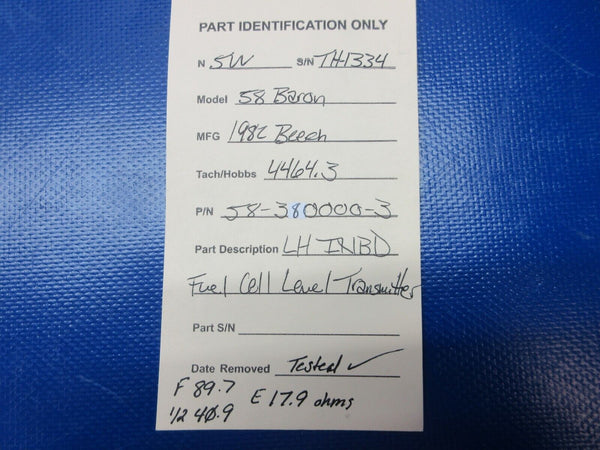 PART IDENTIFICATION ONLY
N 5W S/N TH1334
Model 58 Baron
MFG 1982 Beech
Tach/Hobbs 4464.3
P/N 58-380000-3
Part Description LH INBD
Fuel Cell Level Transmitter
Part S/N
Date Removed Tested ✓
F 89.7
E 17.9 ohms
1/2 40.9